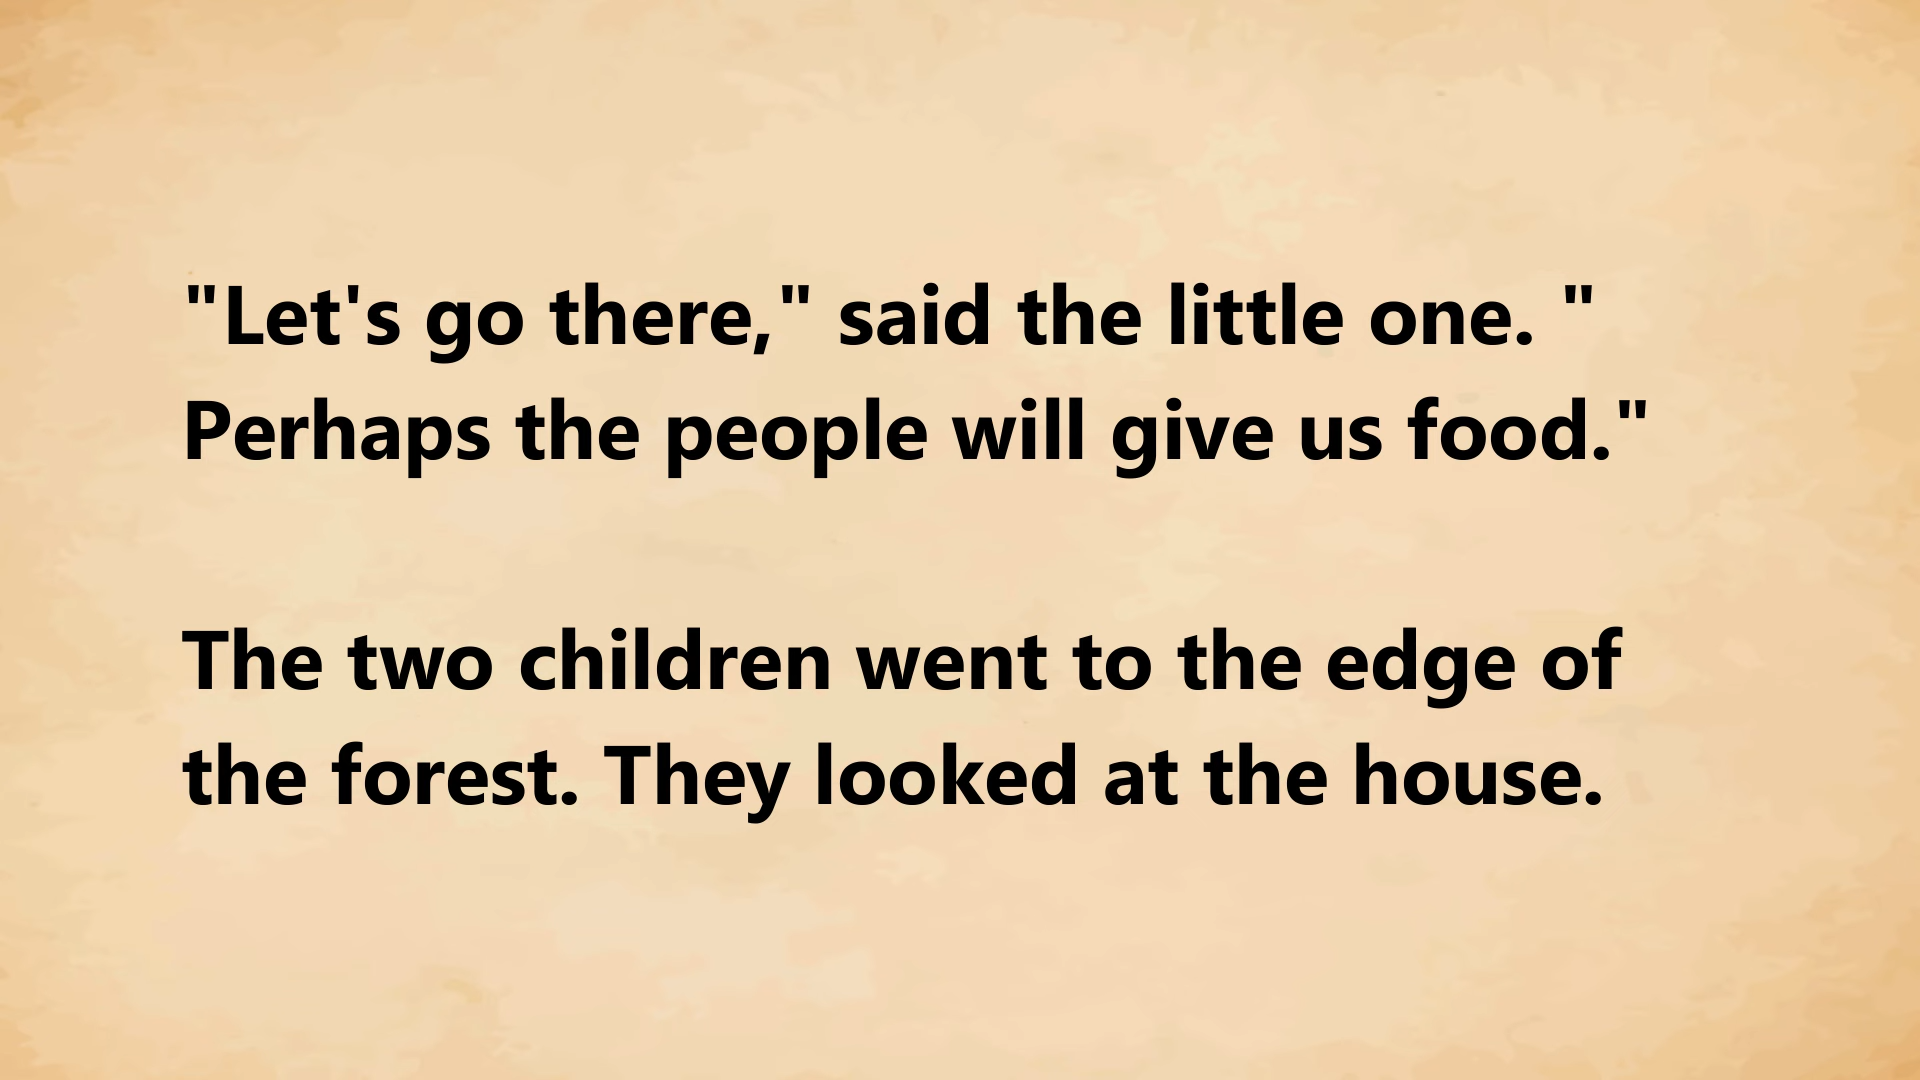 "Let's go there," said the little one. "
Perhaps the people will give us food."
The two children went to the edge of
the forest. They looked at the house.